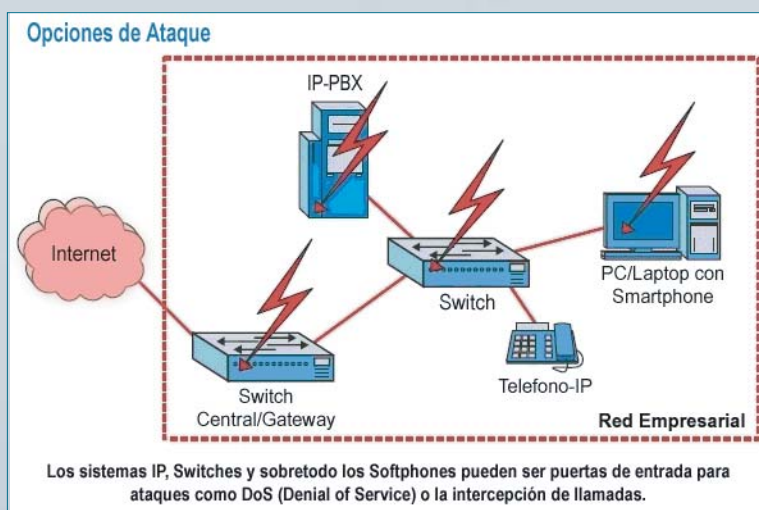 Opciones de Ataque
IP-PBX
Internet
Switch
PC/Laptop con
Smartphone
Telefono-IP
Switch
Central/Gateway
Red Empresarial
Los sistemas IP, Switches y sobretodo los Softphones pueden ser puertas de entrada para
ataques como DoS (Denial of Service) o la intercepción de llamadas.